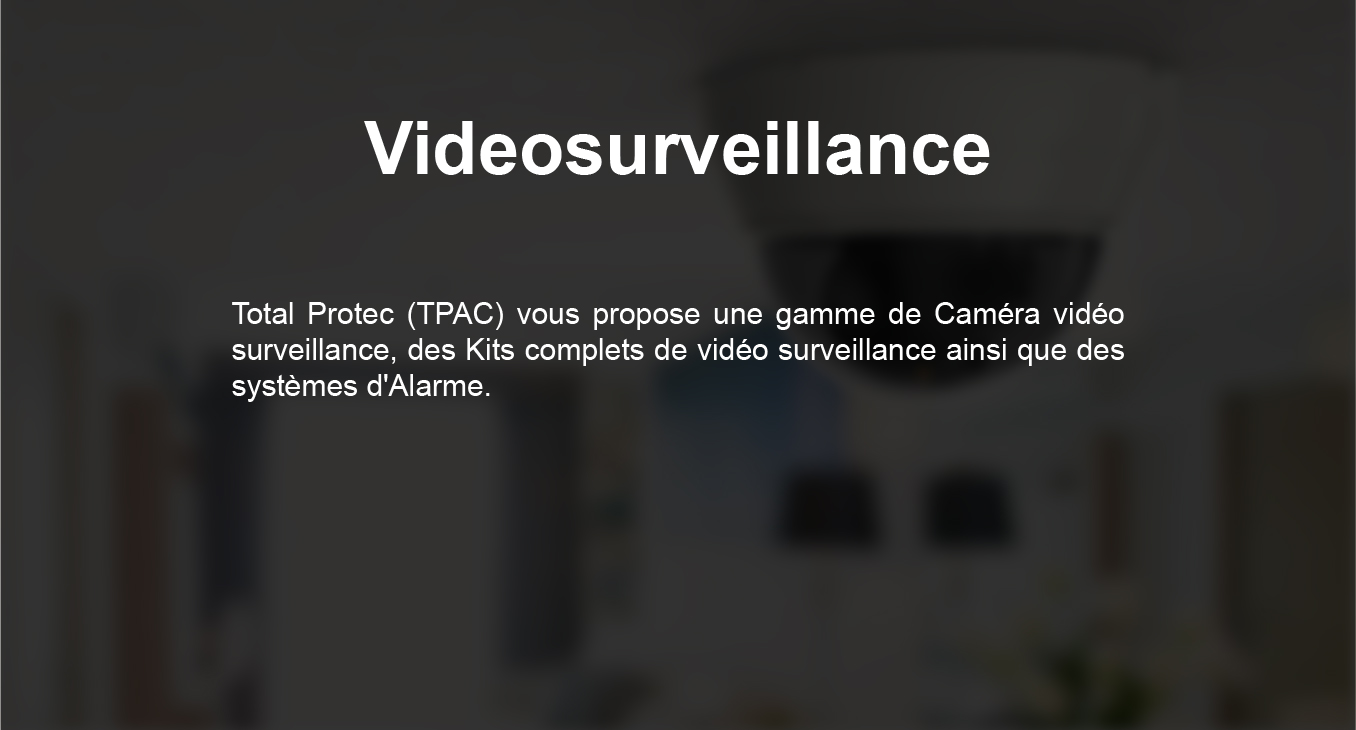 Videosurveillance
Total Protec (TPAC) vous propose une gamme de Caméra vidéo
surveillance, des Kits complets de vidéo surveillance ainsi que des
systèmes d'Alarme.